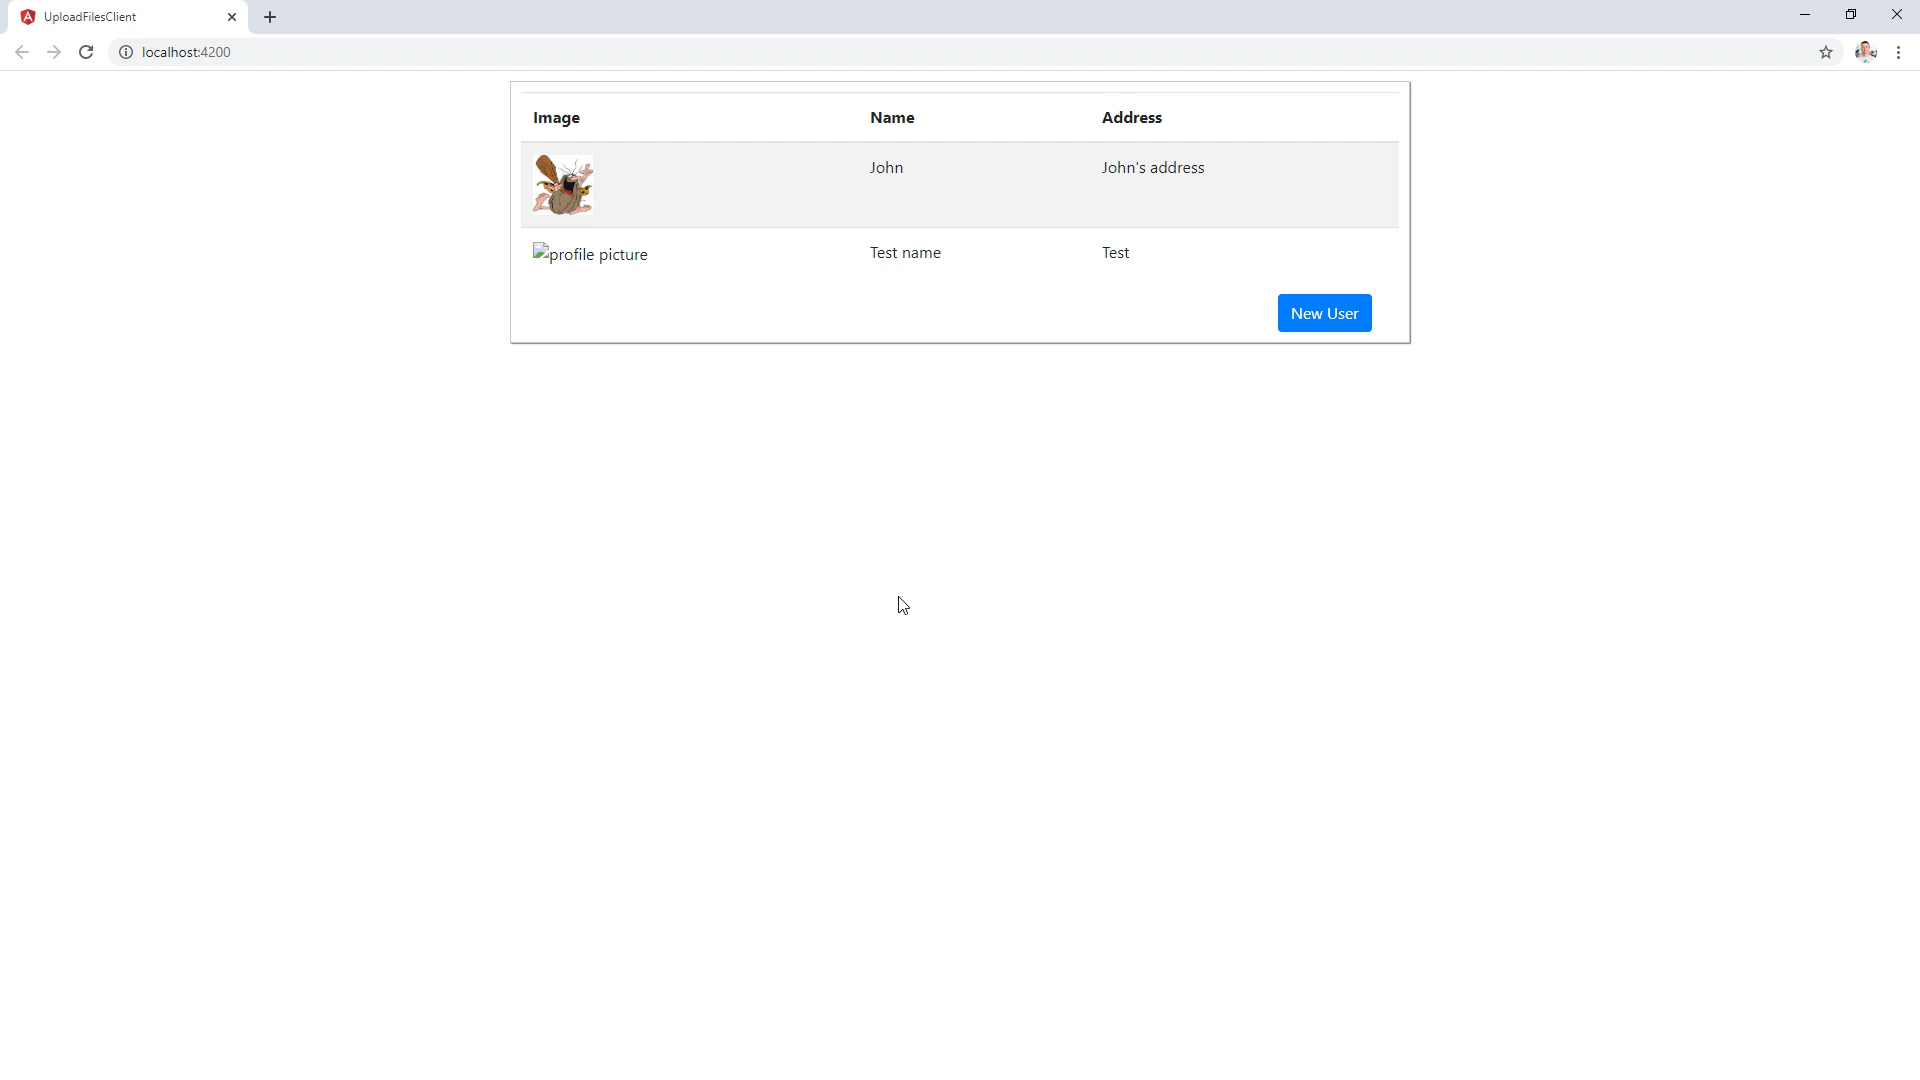 UploadFilesClient
localhost:4200
Image Name Address
John John's address
profile picture Test name Test
New User